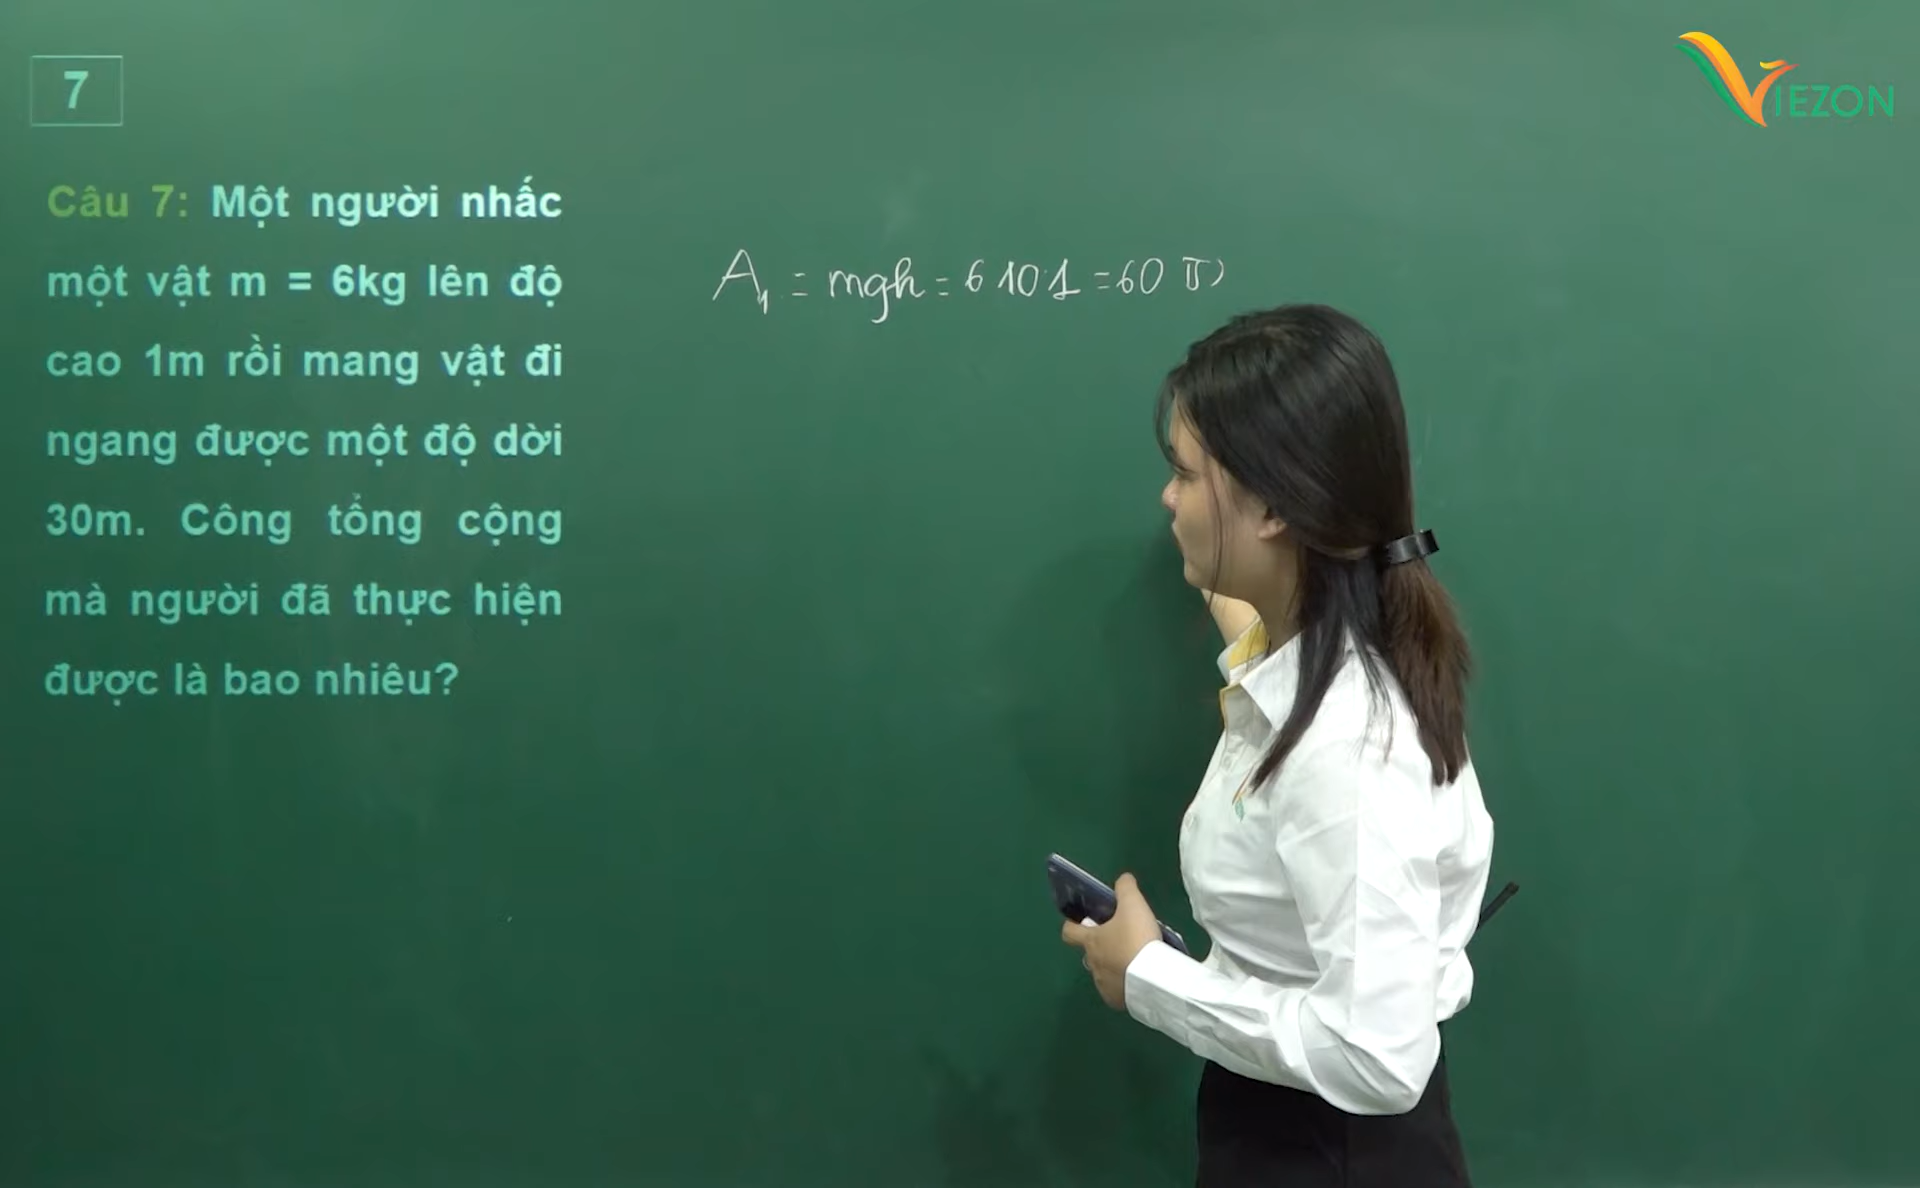 VIEZON
7
Câu 7: Một người nhấc
một vật m = 6kg lên độ
cao 1m rồi mang vật đi
ngang được một độ dời
30m. Công tổng cộng
mà người đã thực hiện
được là bao nhiêu?
A₁ = mgh = 6 10.1 = 60 (J)